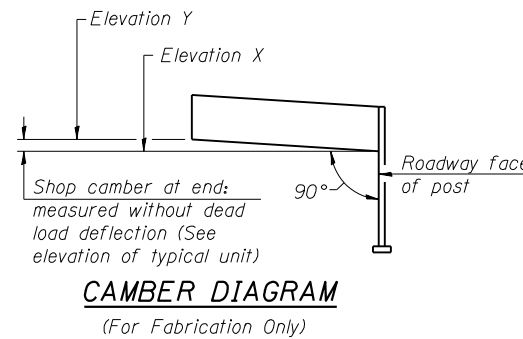 Elevation Y
Elevation X
Shop camber at end:
measured without dead
load deflection (See
elevation of typical unit)
90°
Roadway face
of post
CAMBER DIAGRAM
(For Fabrication Only)